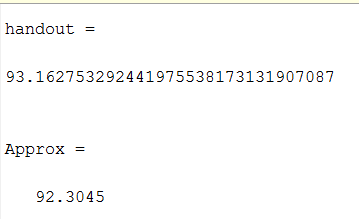 handout =
93.162753292441975538173131907087
Approx =
92.3045